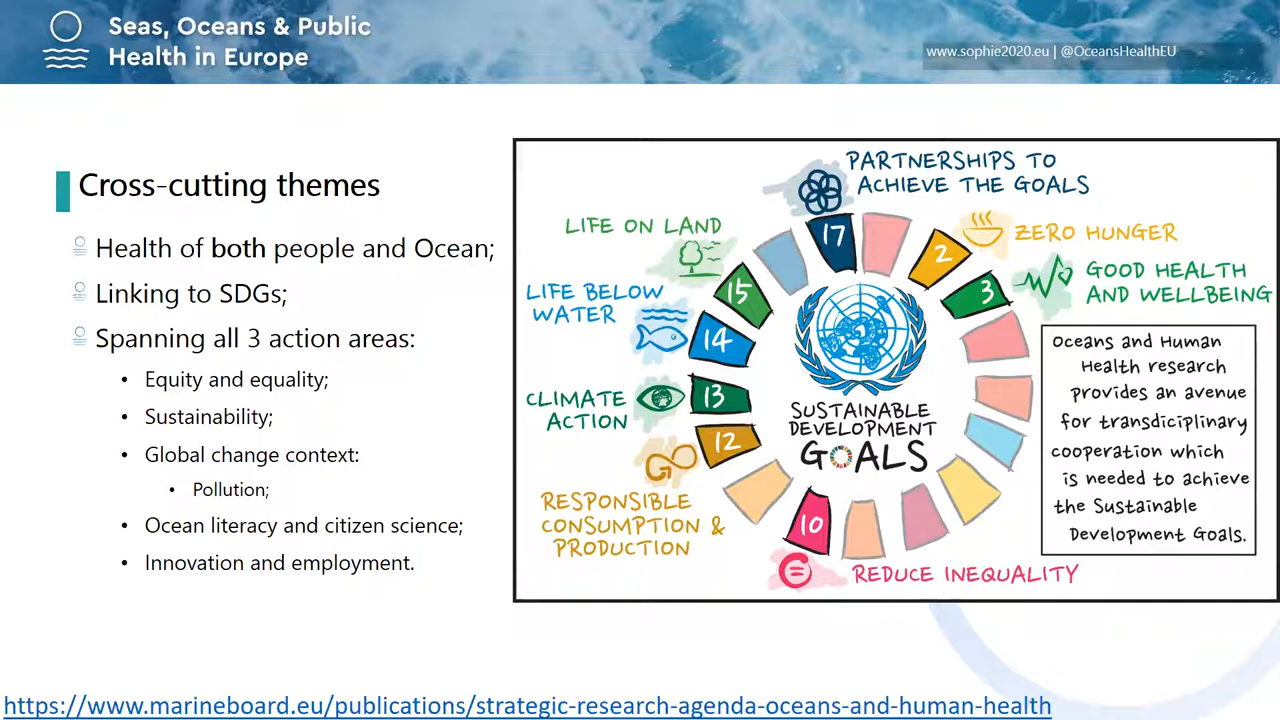 Seas, Oceans & Public
Health in Europe
www.sophie2020.eu | @OceansHealthEU
Cross-cutting themes
Health of both people and Ocean;
Linking to SDGs;
Spanning all 3 action areas:
• Equity and equality;
• Sustainability;
• Global change context:
• Pollution;
• Ocean literacy and citizen science;
• Innovation and employment.
PARTNERSHIPS TO
ACHIEVE THE GOALS
17
2
ZERO HUNGER
3
GOOD HEALTH
AND WELLBEING
LIFE ON LAND
15
LIFE BELOW
WATER
14
CLIMATE
ACTION
13
12
RESPONSIBLE
CONSUMPTION &
PRODUCTION
10
REDUCE INEQUALITY
SUSTAINABLE
DEVELOPMENT
GOALS
Oceans and Human
Health research
provides an avenue
for transdiciplinary
cooperation which
is needed to achieve
the Sustainable
Development Goals.
https://www.marineboard.eu/publications/strategic-research-agenda-oceans-and-human-health